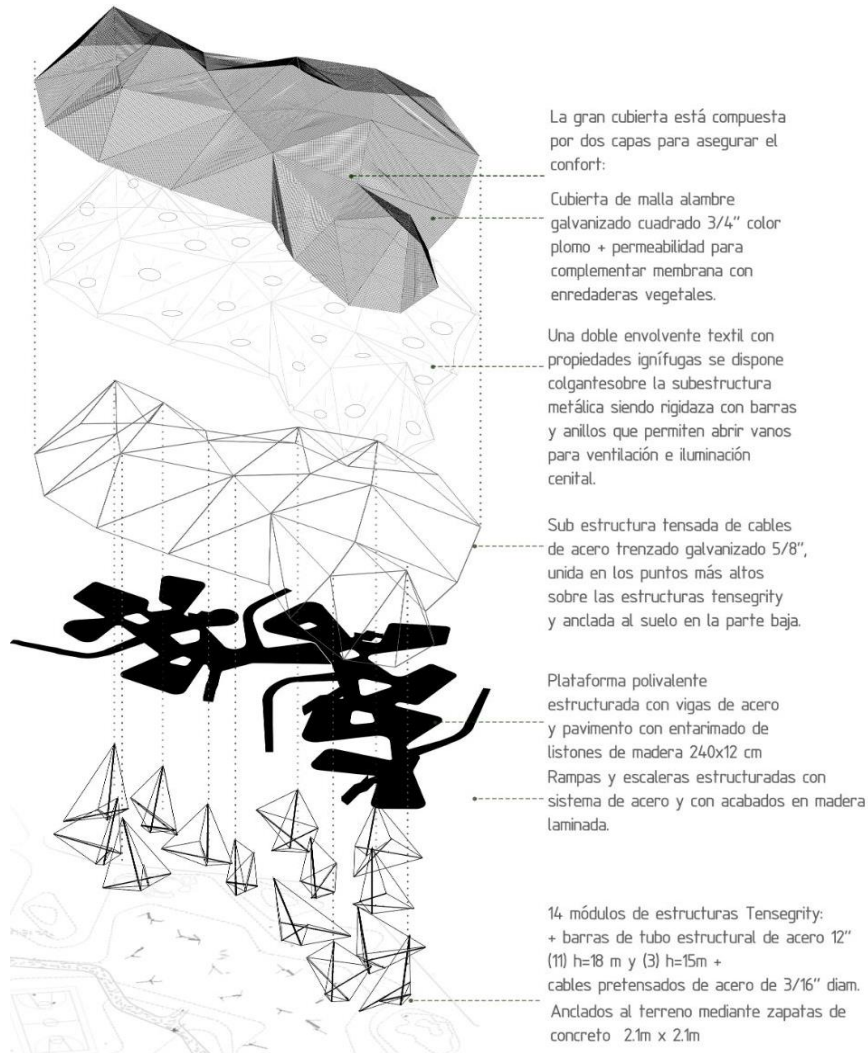 La gran cubierta está compuesta
por dos capas para asegurar el
confort:
Cubierta de malla alambre
galvanizado cuadrado 3/4" color
plomo + permeabilidad para
complementar membrana con
enredaderas vegetales.
Una doble envolvente textil con
propiedades ignífugas se dispone
colgantesobre la subestructura
metálica siendo rigidaza con barras
y anillos que permiten abrir vanos
para ventilación e iluminación
cenital.
Sub estructura tensada de cables
de acero trenzado galvanizado 5/8",
unida en los puntos más altos
sobre las estructuras tensegrity
y anclada al suelo en la parte baja.
Plataforma polivalente
estructurada con vigas de acero
y pavimento con entarimado de
listones de madera 240x12 cm
Rampas y escaleras estructuradas con
sistema de acero y con acabados en madera
laminada.
14 módulos de estructuras Tensegrity:
+ barras de tubo estructural de acero 12"
(11) h=18 m y (3) h=15m +
cables pretensados de acero de 3/16" diam.
Anclados al terreno mediante zapatas de
concreto 2.1m x 2.1m